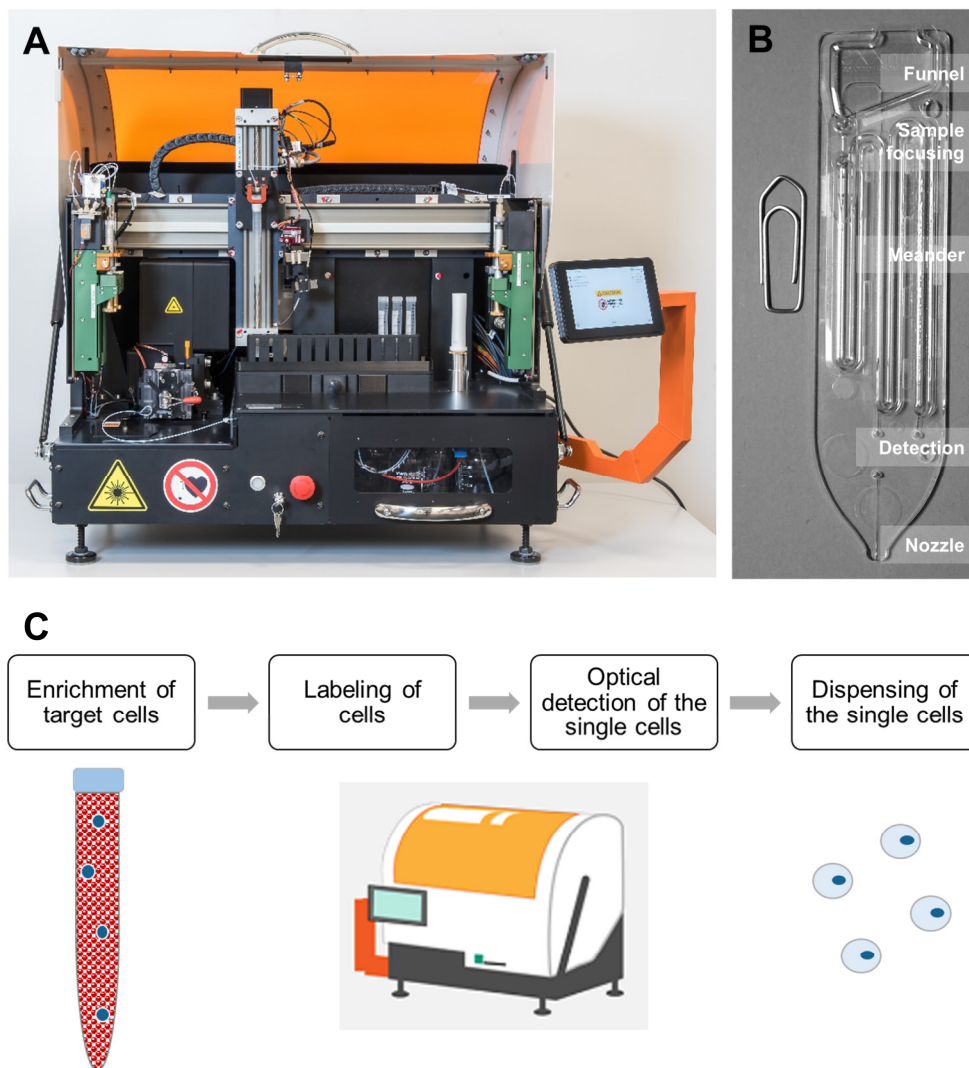 A
B
Funnel
Sample
focusing
Meander
Detection
Nozzle
CAUTION
C
Enrichment of
target cells
Labeling of
cells
Optical
detection of the
single cells
Dispensing of
the single cells